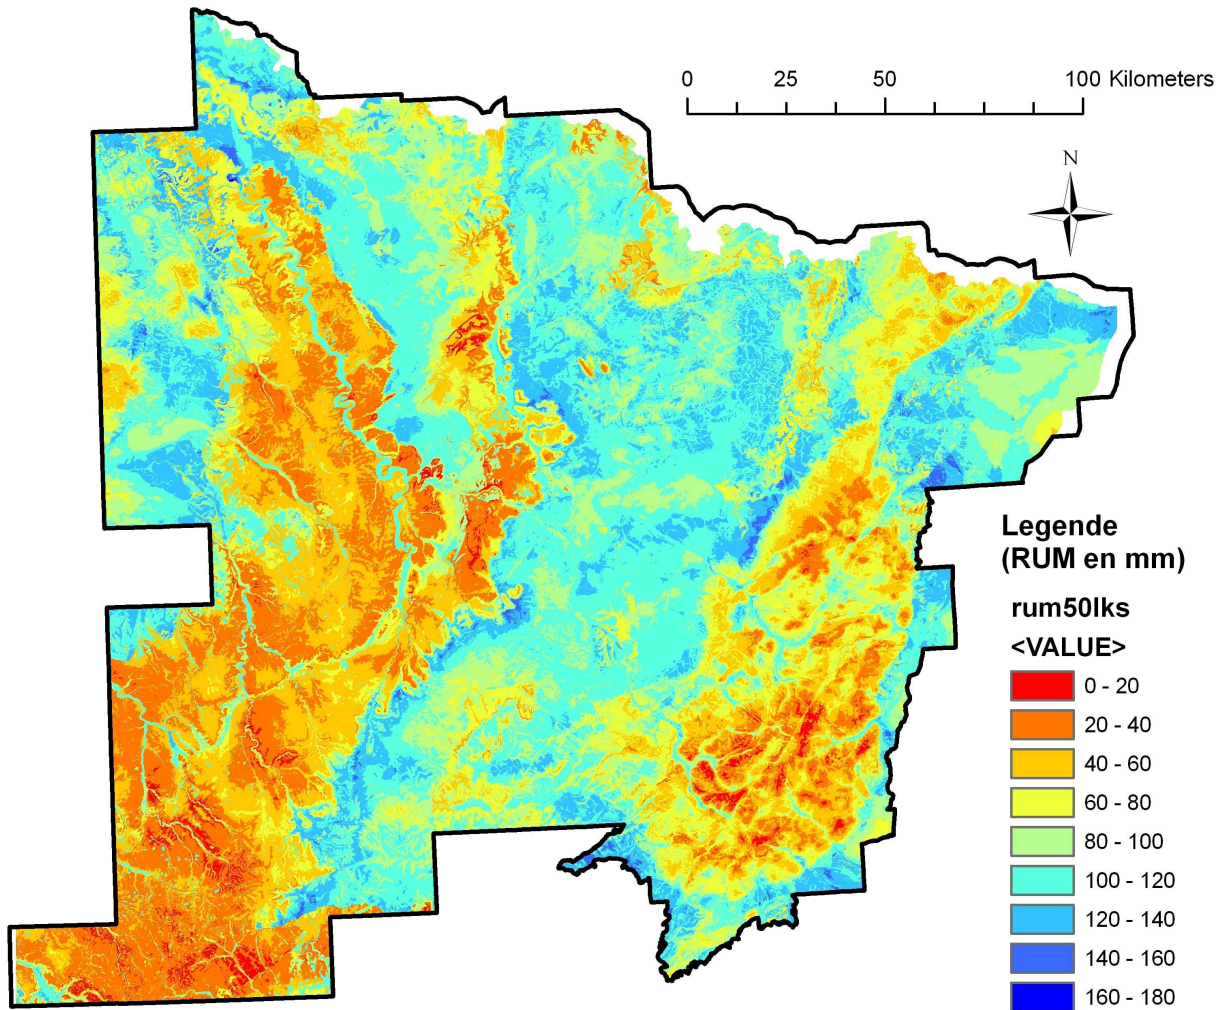 0 25 50 100 Kilometers
N
Legende
(RUM en mm)
rum50lks
<VALUE>
0 - 20
20 - 40
40 - 60
60 - 80
80 - 100
100 - 120
120 - 140
140 - 160
160 - 180